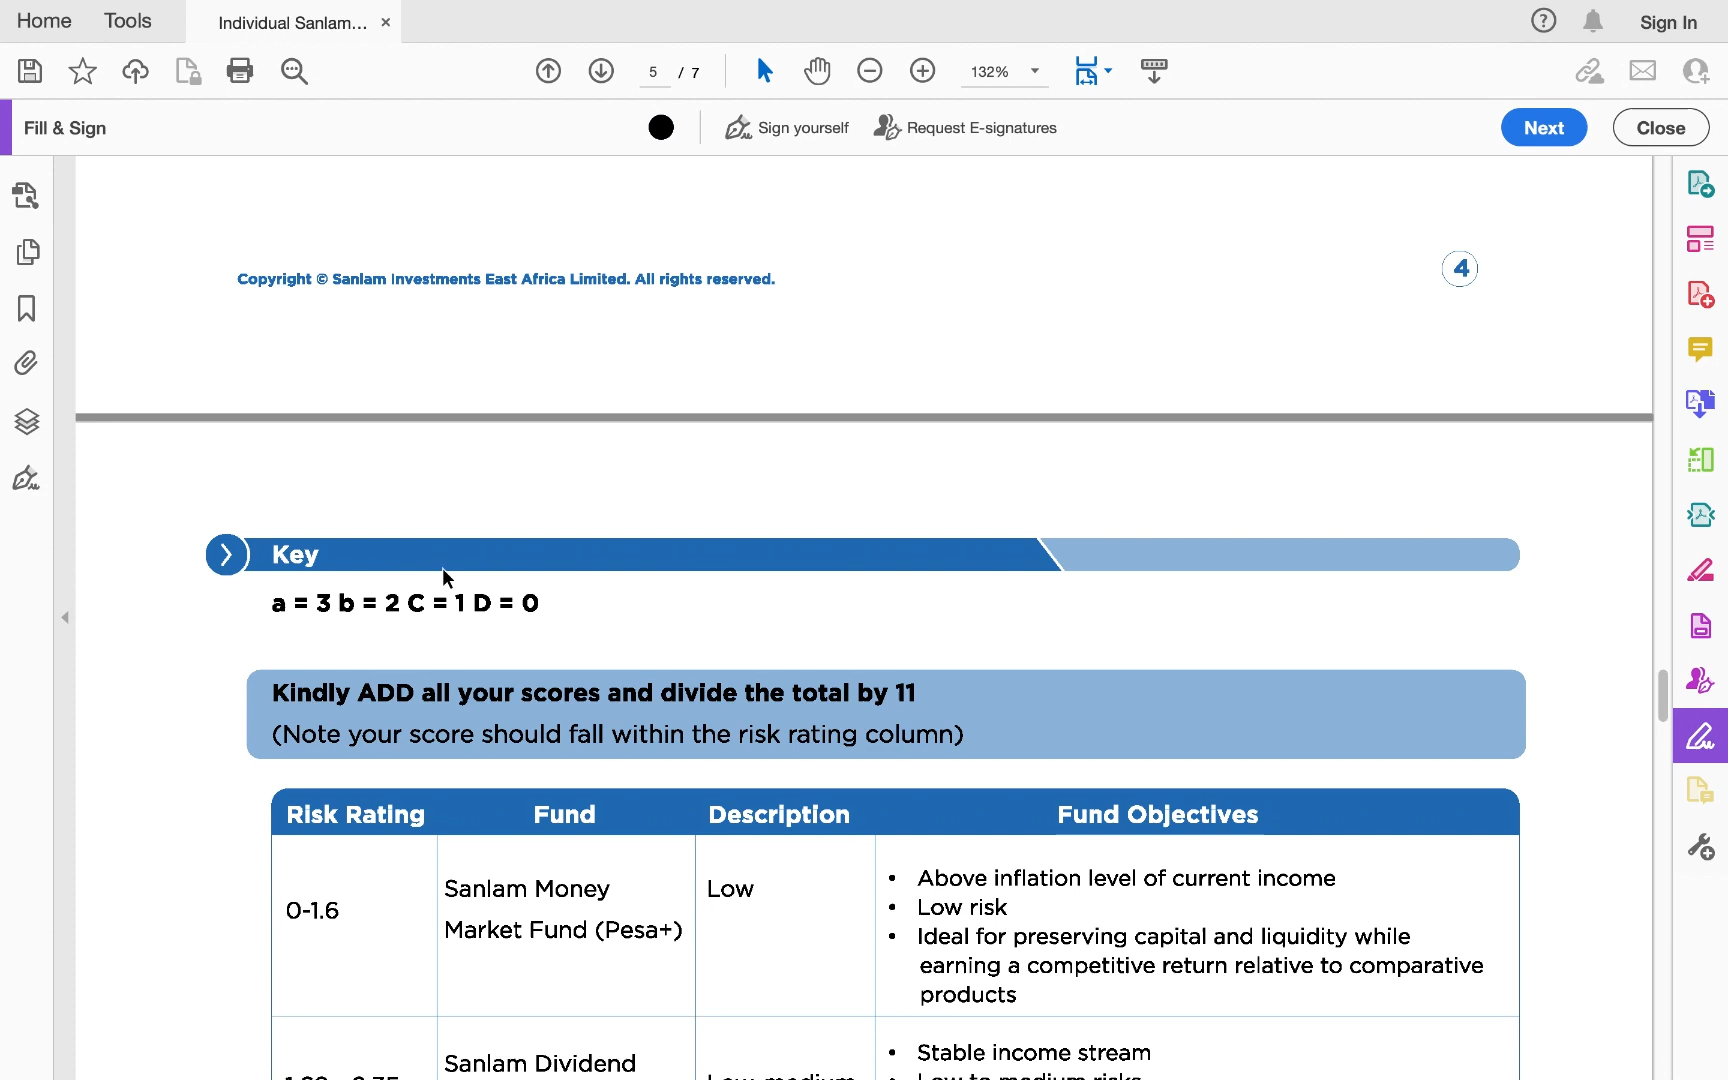 Home Tools Individual Sanlam... × Sign In
5 / 7 132%
Fill & Sign Sign yourself Request E-signatures Next Close
Copyright © Sanlam Investments East Africa Limited. All rights reserved. 4
Key
a = 3 b = 2 C = 1 D = 0
Kindly ADD all your scores and divide the total by 11
(Note your score should fall within the risk rating column)
Risk Rating Fund Description Fund Objectives
0-1.6
Sanlam Money
Market Fund (Pesa+)
Low
• Above inflation level of current income
• Low risk
• Ideal for preserving capital and liquidity while
earning a competitive return relative to comparative
products
Sanlam Dividend
• Stable income stream